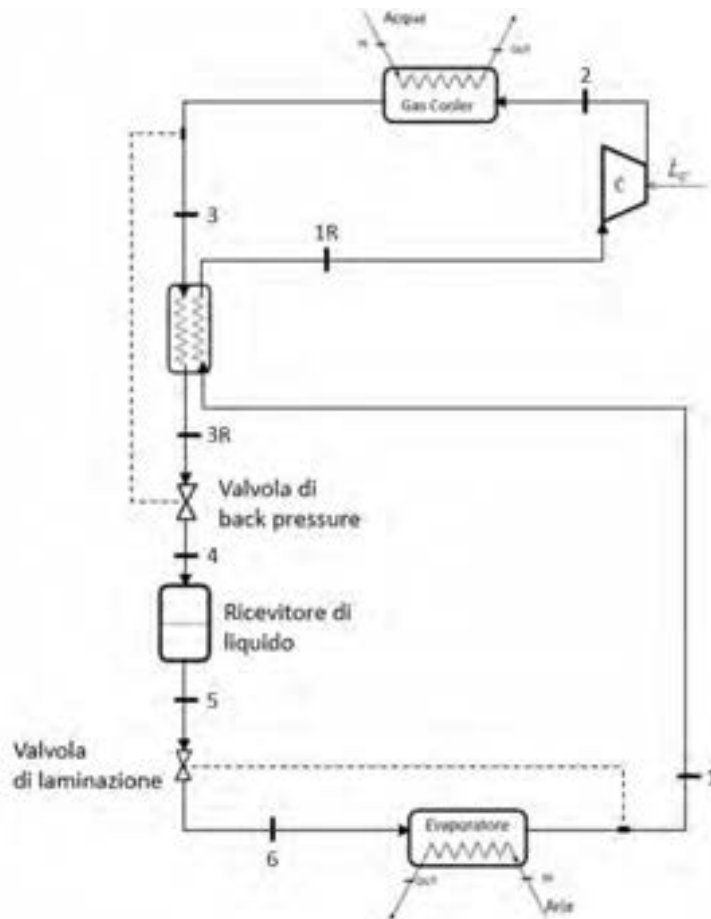 Acqua
IN
OUT
2
Gas Cooler
C
3
1R
3R
Valvola di
back pressure
4
Ricevitore di
liquido
5
Valvola
di laminazione
1
Evaporatore
6
OUT
IN
Aria